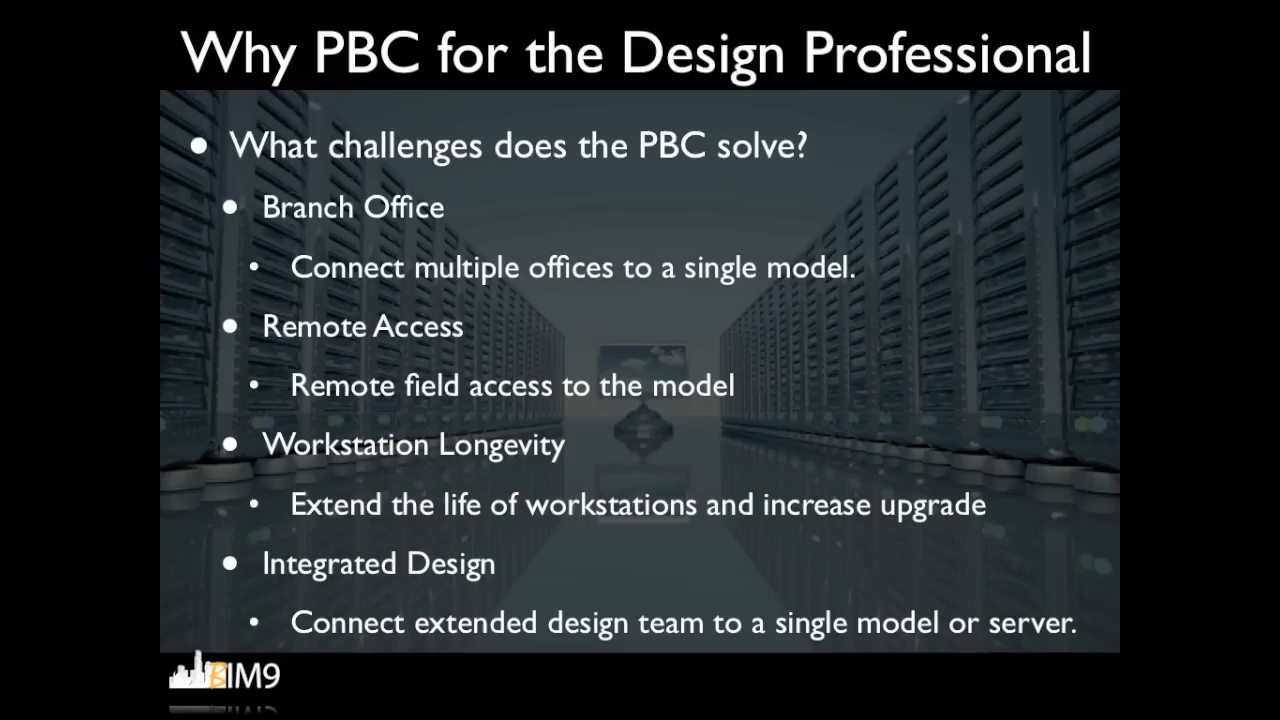 Why PBC for the Design Professional
What challenges does the PBC solve?
Branch Office
Connect multiple offices to a single model.
Remote Access
Remote field access to the model
Workstation Longevity
Extend the life of workstations and increase upgrade
Integrated Design
Connect extended design team to a single model or server.
BIM9